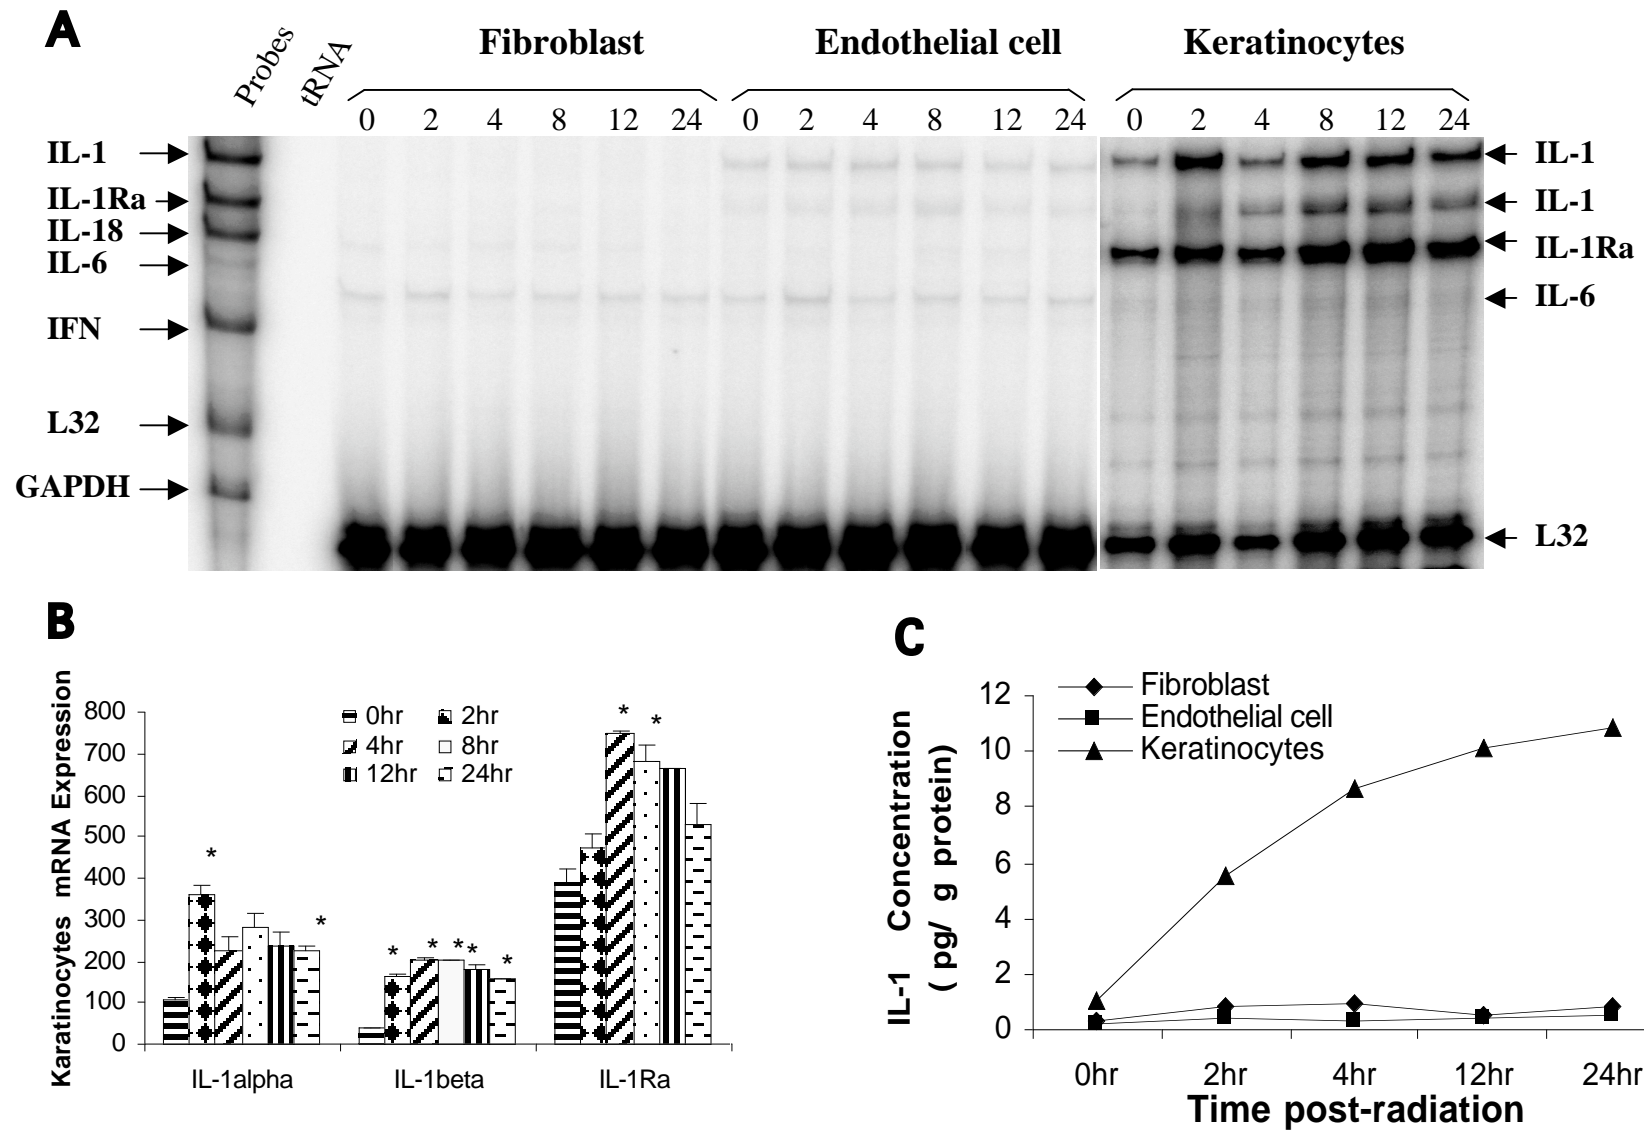 A
Probes
tRNA
Fibroblast
Endothelial cell
Keratinocytes
0 2 4 8 12 24 0 2 4 8 12 24 0 2 4 8 12 24
IL-1
IL-1Ra
IL-18
IL-6
IFN
L32
GAPDH
IL-1
IL-1
IL-1Ra
IL-6
L32
B
Karatinocytes mRNA Expression
800
700
600
500
400
300
200
100
0
0hr 2hr
4hr 8hr
12hr 24hr
* * * * * * * * *
IL-1alpha IL-1beta IL-1Ra
C
IL-1 Concentration
( pg/ g protein)
12
10
8
6
4
2
0
Fibroblast
Endothelial cell
Keratinocytes
0hr 2hr 4hr 12hr 24hr
Time post-radiation